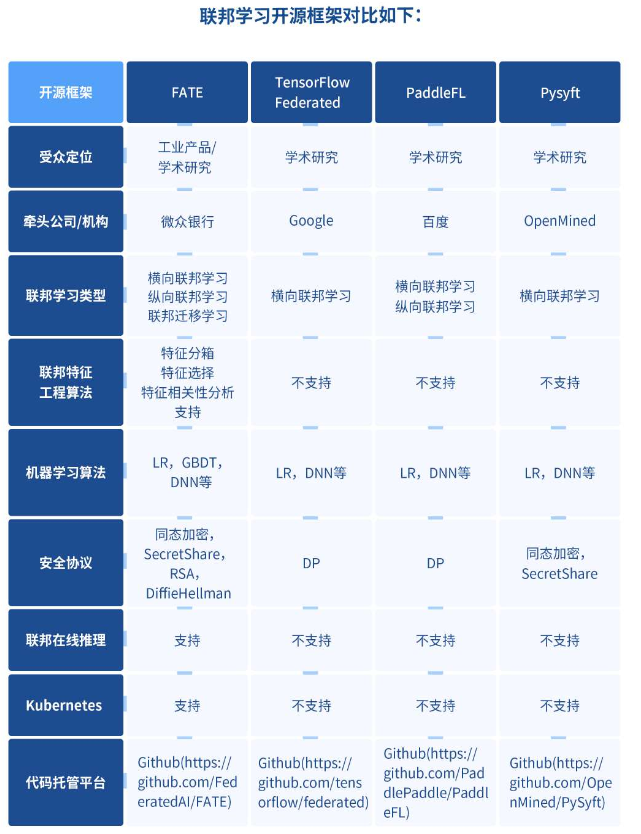 联邦学习开源框架对比如下：
开源框架
FATE
TensorFlow
Federated
PaddleFL
Pysyft
受众定位
工业产品/
学术研究
学术研究
学术研究
学术研究
牵头公司/机构
微众银行
Google
百度
OpenMined
联邦学习类型
横向联邦学习
纵向联邦学习
联邦迁移学习
横向联邦学习
横向联邦学习
纵向联邦学习
横向联邦学习
联邦特征
工程算法
特征分箱
特征选择
特征相关性分析
支持
不支持
不支持
不支持
机器学习算法
LR，GBDT，
DNN等
LR，DNN等
LR，DNN等
LR，DNN等
安全协议
同态加密，
SecretShare，
RSA，
DiffieHellman
DP
DP
同态加密，
SecretShare
联邦在线推理
支持
不支持
不支持
不支持
Kubernetes
支持
不支持
不支持
不支持
代码托管平台
Github(https://
github.com/Fed
eratedAI/FATE)
Github(https://
github.com/tens
orflow/federated)
Github(https://
github.com/Pad
dlePaddle/Paddl
eFL)
Github(https://
github.com/Ope
nMined/PySyft)